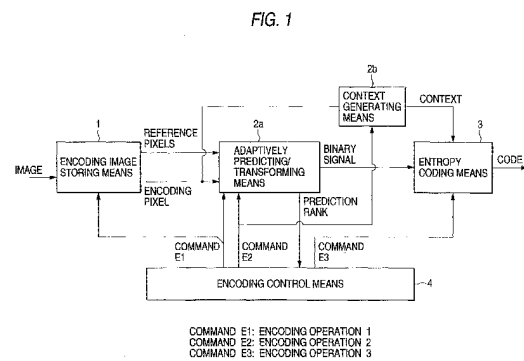 FIG. 1
2b
CONTEXT
GENERATING
MEANS
CONTEXT
1
2a
3
REFERENCE
PIXELS
ADAPTIVELY
PREDICTING/
TRANSFORMING
MEANS
BINARY
SIGNAL
IMAGE
ENCODING IMAGE
STORING MEANS
ENTROPY
CODING MEANS
CODE
ENCODING
PIXEL
PREDICTION
RANK
COMMAND
E1
COMMAND
E2
COMMAND
E3
ENCODING CONTROL MEANS
4
COMMAND E1: ENCODING OPERATION 1
COMMAND E2: ENCODING OPERATION 2
COMMAND E3: ENCODING OPERATION 3